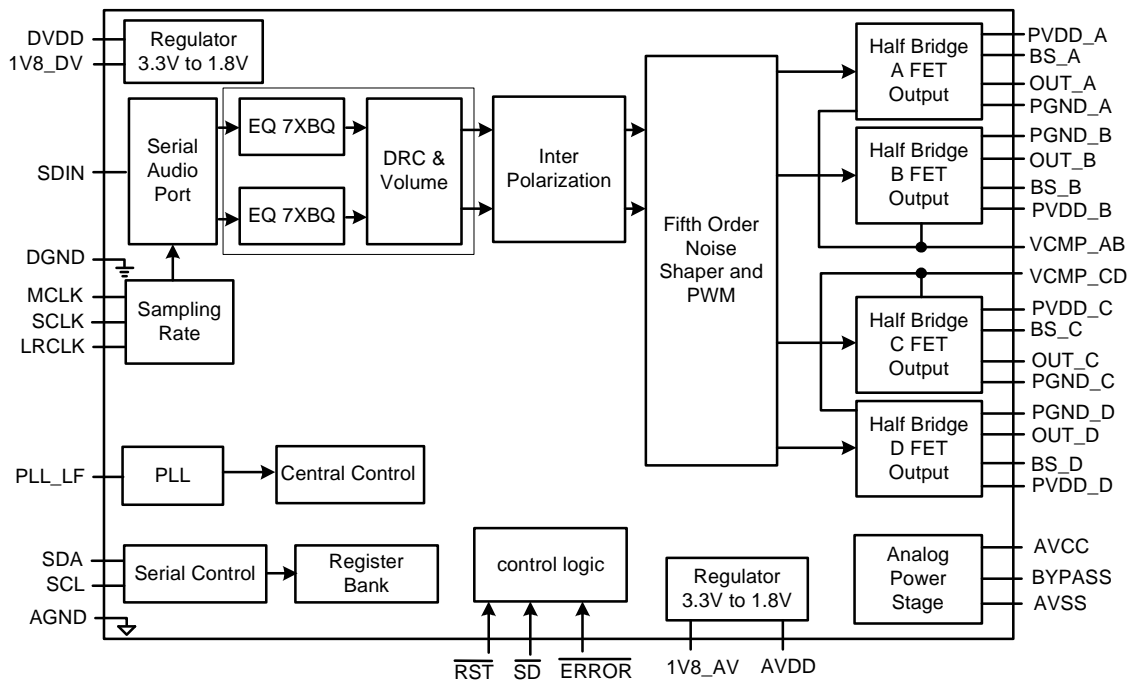 DVDD
1V8_DV
Regulator
3.3V to 1.8V
SDIN
Serial
Audio
Port
EQ 7XBQ
EQ 7XBQ
DRC &
Volume
Inter
Polarization
Fifth Order
Noise
Shaper and
PWM
DGND
MCLK
SCLK
LRCLK
Sampling
Rate
Half Bridge
A FET
Output
PVDD_A
BS_A
OUT_A
PGND_A
Half Bridge
B FET
Output
PGND_B
OUT_B
BS_B
PVDD_B
VCMP_AB
VCMP_CD
Half Bridge
C FET
Output
PVDD_C
BS_C
OUT_C
PGND_C
Half Bridge
D FET
Output
PGND_D
OUT_D
BS_D
PVDD_D
PLL_LF
PLL
Central Control
SDA
SCL
AGND
Serial Control
Register
Bank
control logic
RST
SD
ERROR
Regulator
3.3V to 1.8V
1V8_AV
AVDD
Analog
Power
Stage
AVCC
BYPASS
AVSS